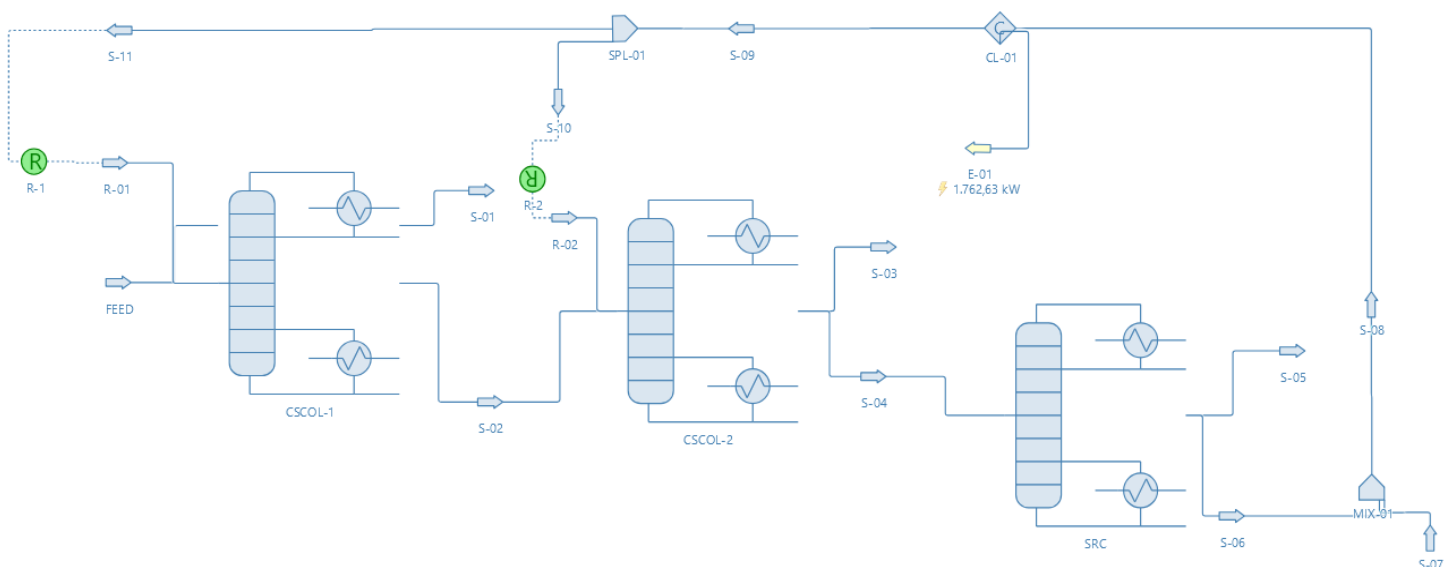 C
S-11
SPL-01
S-09
CL-01
S-10
R
R-1
R-01
E-01
1.762,63 kW
R
R-2
S-01
R-02
S-03
FEED
S-08
S-05
CSCOL-1
S-02
CSCOL-2
S-04
MIX-01
SRC
S-06
S-07